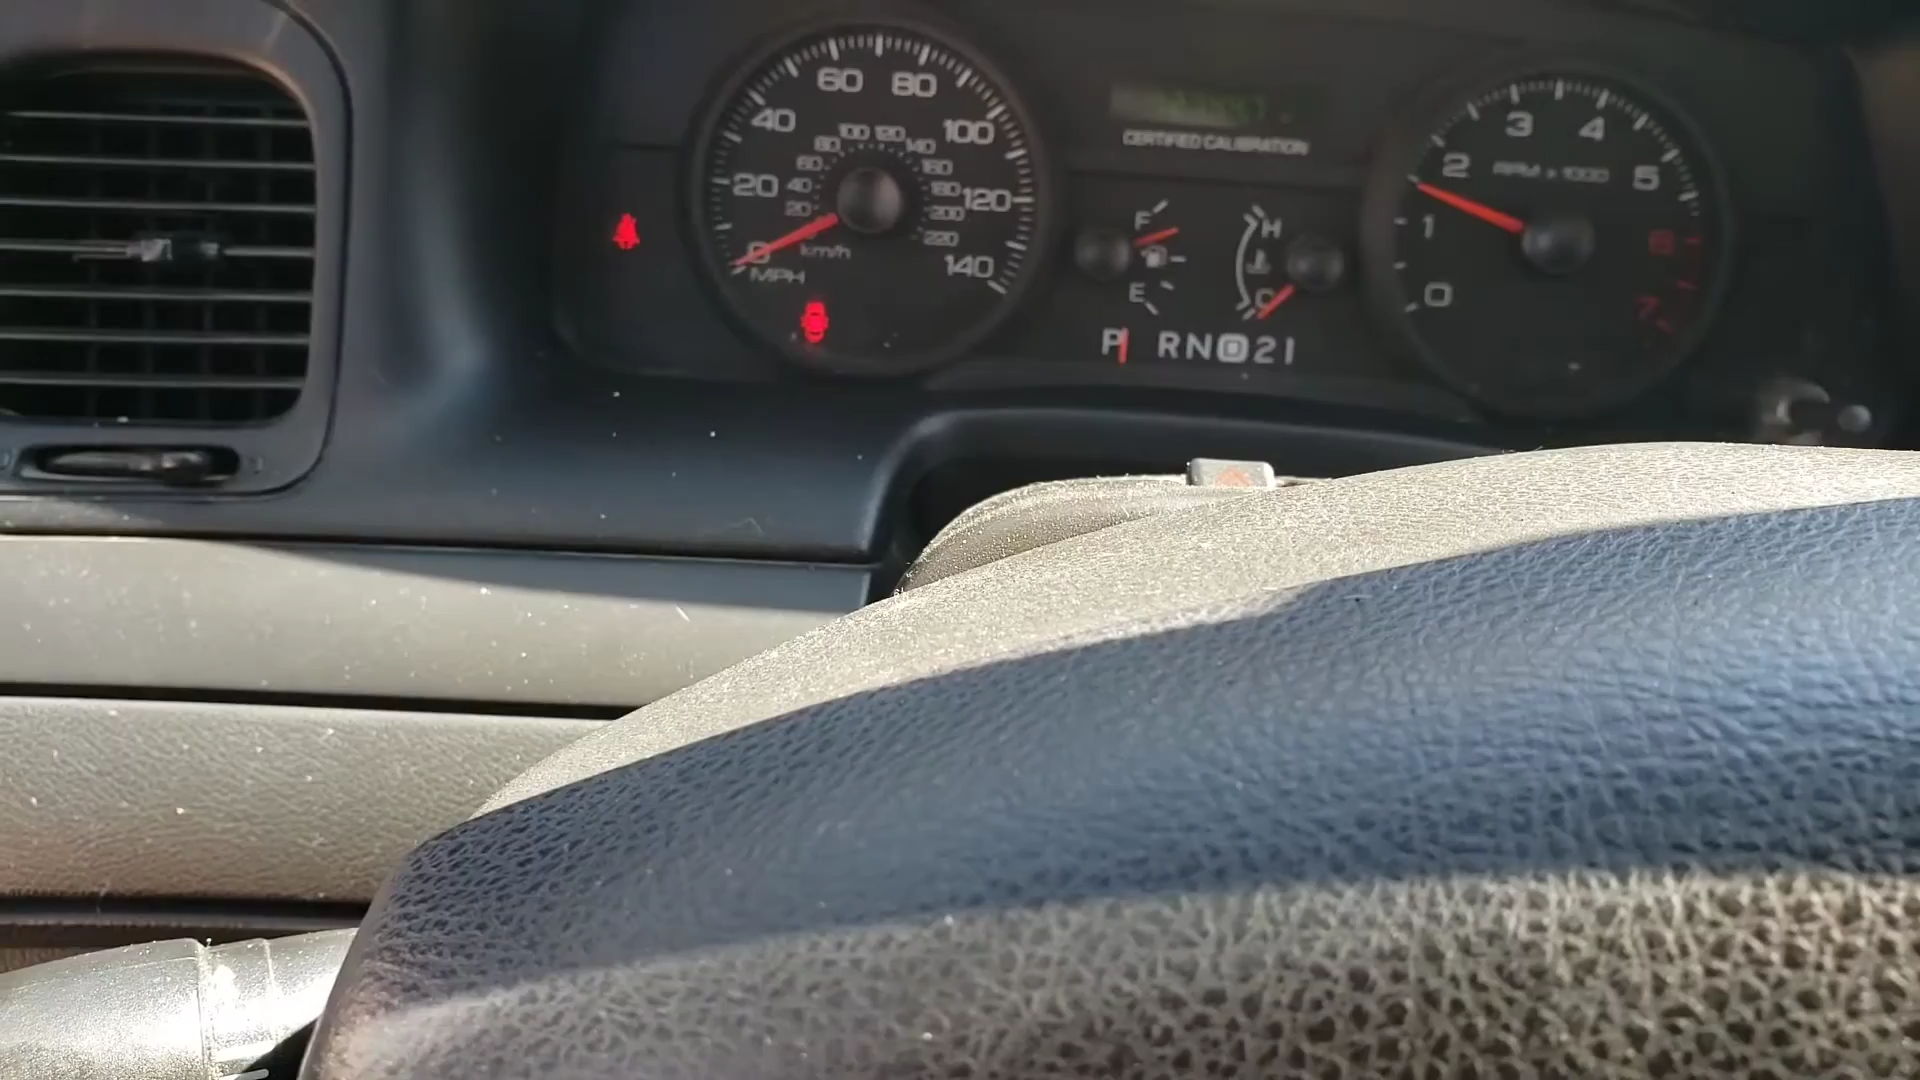 60 80
40 100
20 120
0 140
MPH
100 120
80 140
60 160
40 180
20 200
220
km/h
CERTIFIED CALIBRATION
F
E
H
C
P RN D 21
3 4
2 5
1 6
0 7
RPM x 1000